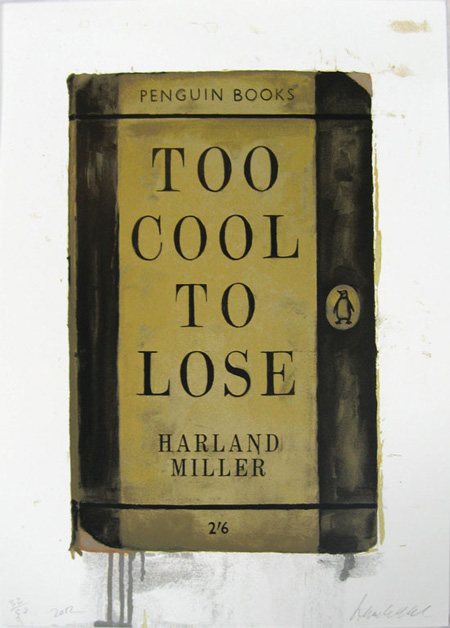 PENGUIN BOOKS
TOO
COOL
TO
LOSE
HARLAND
MILLER
2'6
2012